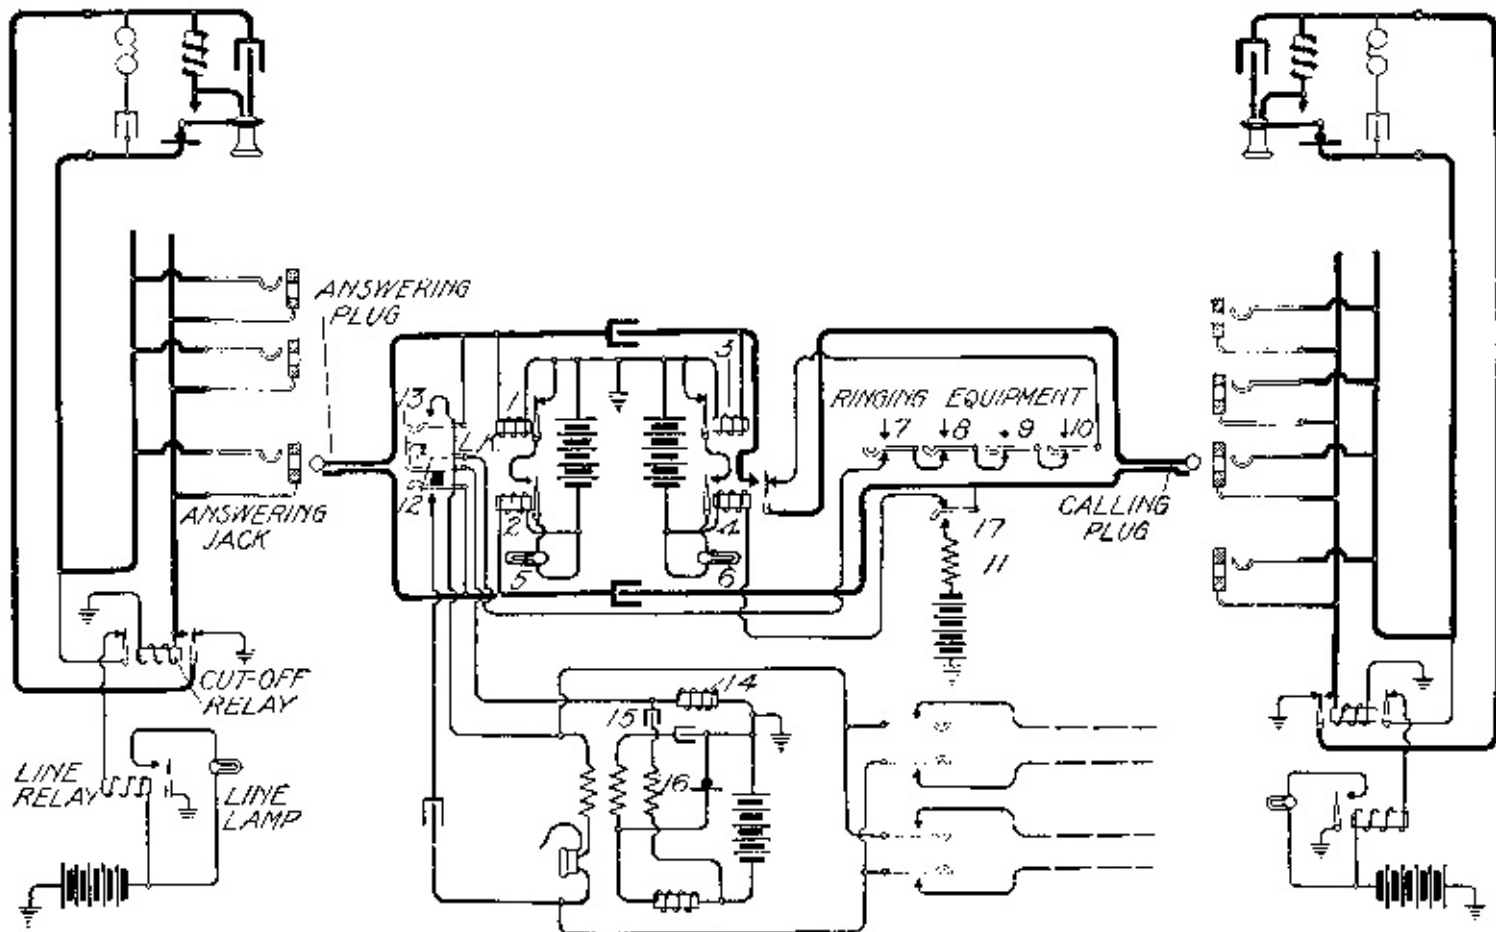 ANSWERING
PLUG
13
1
3
RINGING EQUIPMENT
7 8 9 10
12
2
4
ANSWERING
JACK
5
6
17
11
CALLING
PLUG
CUT-OFF
RELAY
14
15
16
LINE
RELAY
LINE
LAMP